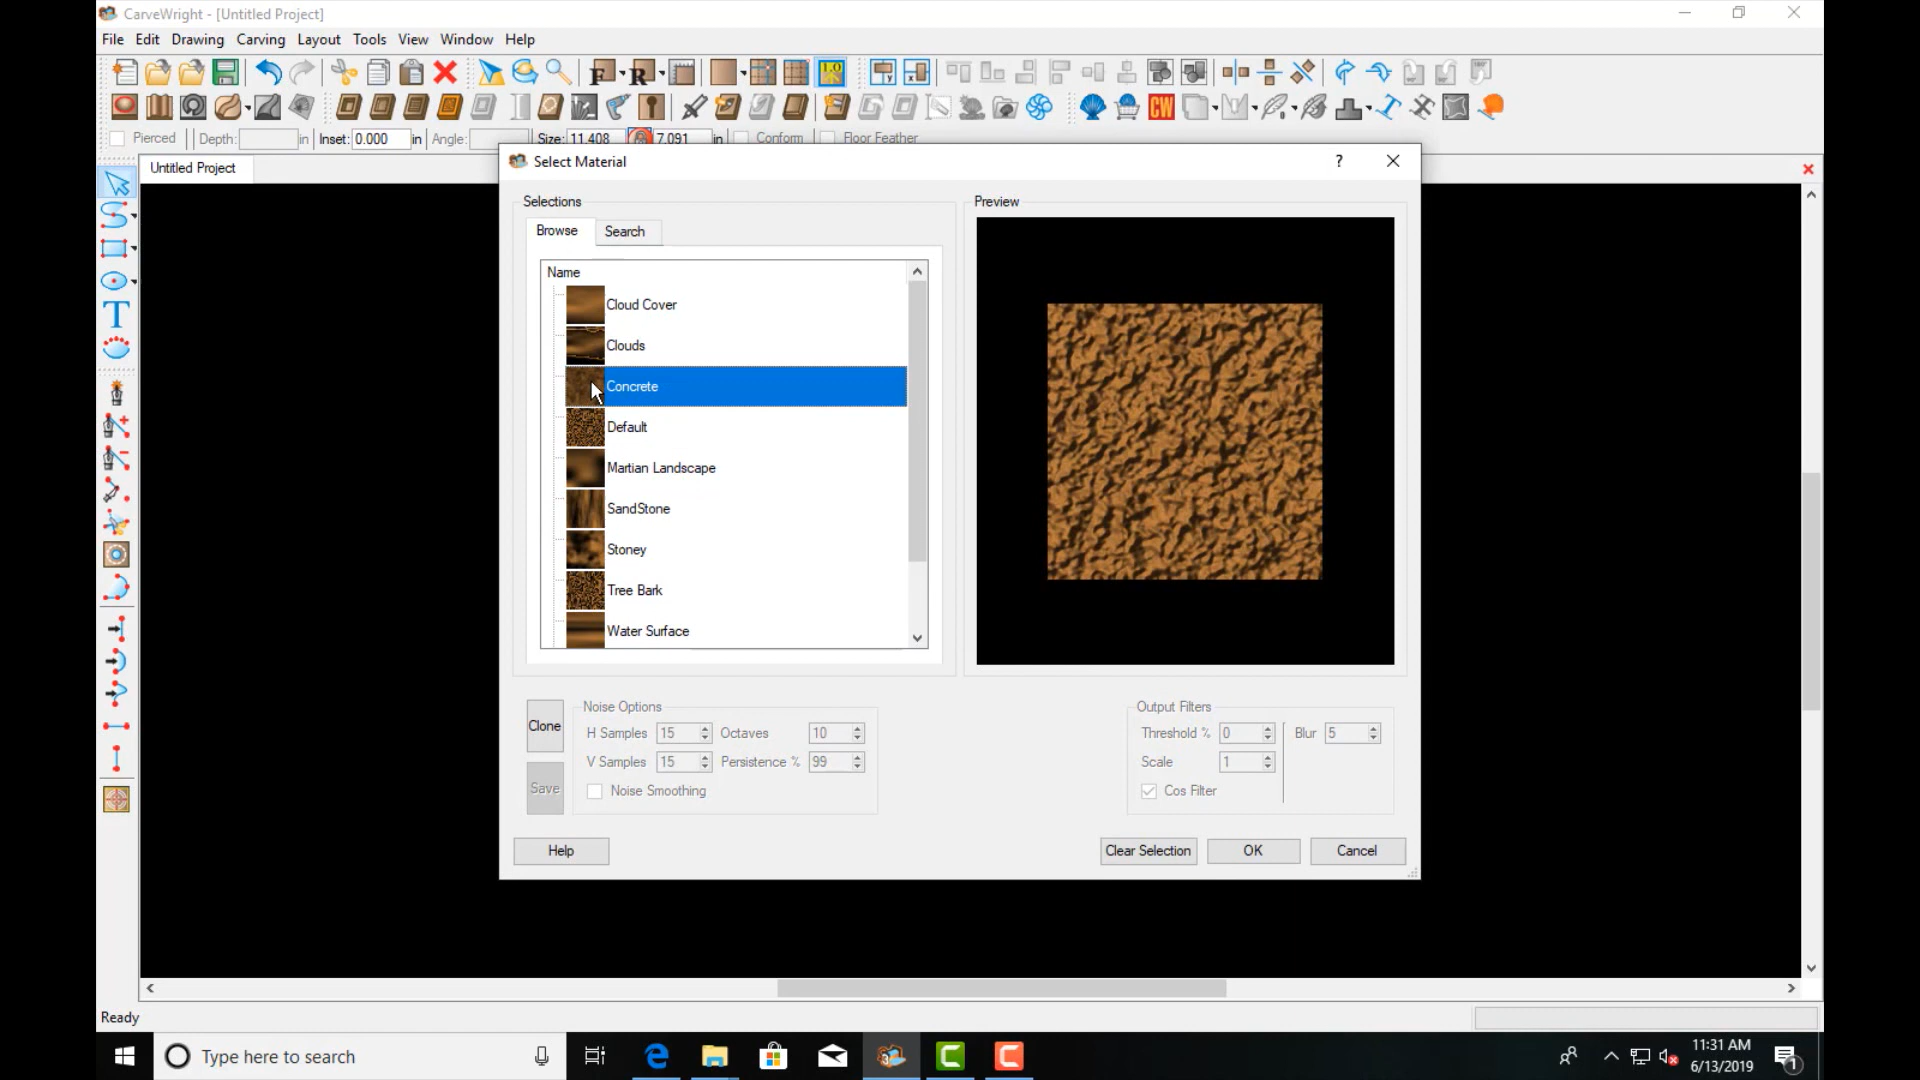 CarveWright - [Untitled Project]
File Edit Drawing Carving Layout Tools View Window Help
F R 1.0 y x CW
Pierced Depth: in Inset: 0.000 in Angle: Size: 11.408 7.091 in Conform Floor Feather
Untitled Project
Select Material ?
Selections
Preview
Browse Search
Name
Cloud Cover
Clouds
Concrete
Default
Martian Landscape
SandStone
Stoney
Tree Bark
Water Surface
T
Clone
Noise Options
H Samples 15 Octaves 10
V Samples 15 Persistence % 99
Noise Smoothing
Save
Output Filters
Threshold % 0 Blur 5
Scale 1
Cos Filter
Help Clear Selection OK Cancel
Ready
Type here to search
11:31 AM
6/13/2019
1